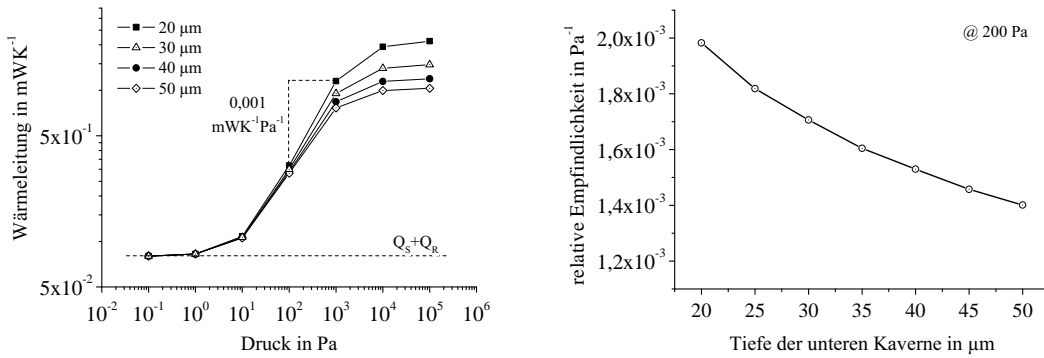 20 µm
30 µm
40 µm
50 µm
0,001
mWK⁻¹Pa⁻¹
Q_S+Q_R
5x10⁻¹
5x10⁻²
Wärmeleitung in mWK⁻¹
10⁻² 10⁻¹ 10⁰ 10¹ 10² 10³ 10⁴ 10⁵ 10⁶
Druck in Pa
@ 200 Pa
2,0x10⁻³
1,8x10⁻³
1,6x10⁻³
1,4x10⁻³
1,2x10⁻³
relative Empfindlichkeit in Pa⁻¹
20 25 30 35 40 45 50
Tiefe der unteren Kaverne in µm